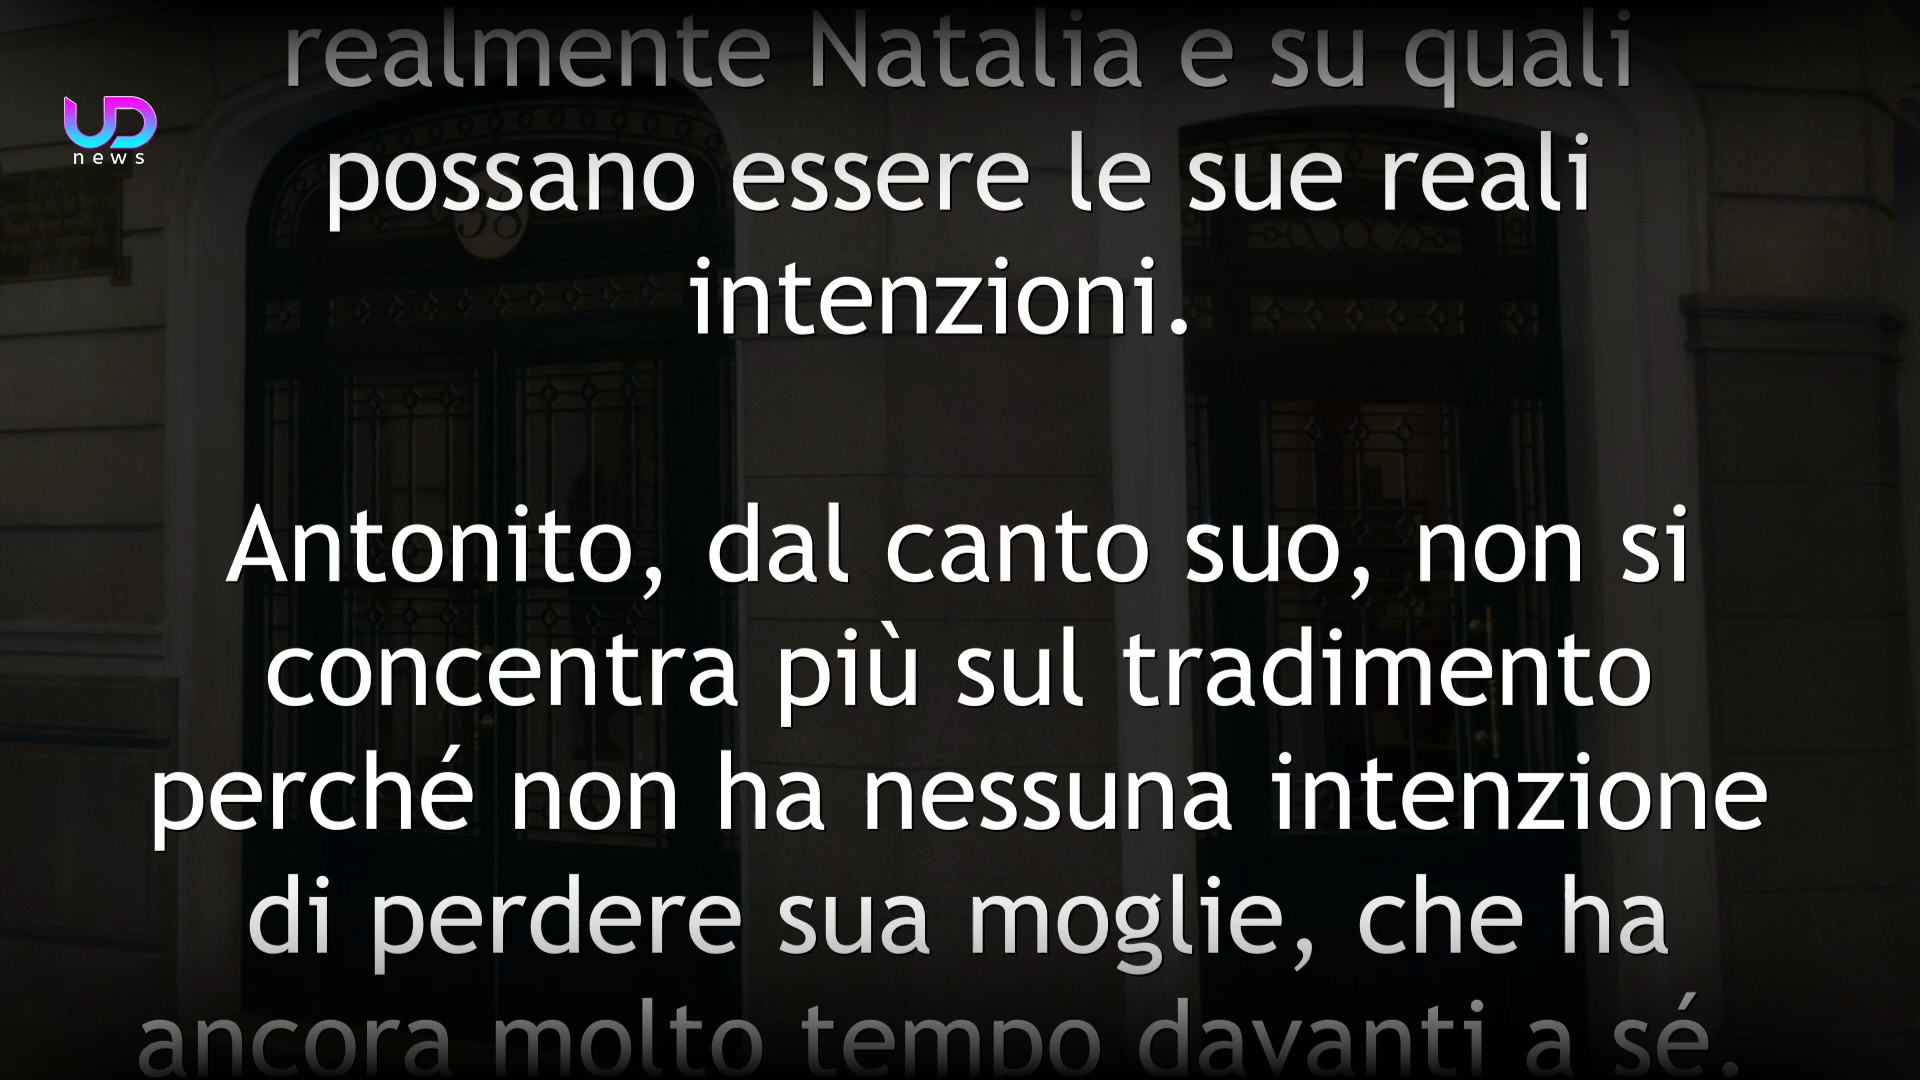 realmente Natalia e su quali
UD
news
possano essere le sue reali
38
intenzioni.
Antonito, dal canto suo, non si
concentra più sul tradimento
perché non ha nessuna intenzione
di perdere sua moglie, che ha
ancora molto tempo davanti a sé.